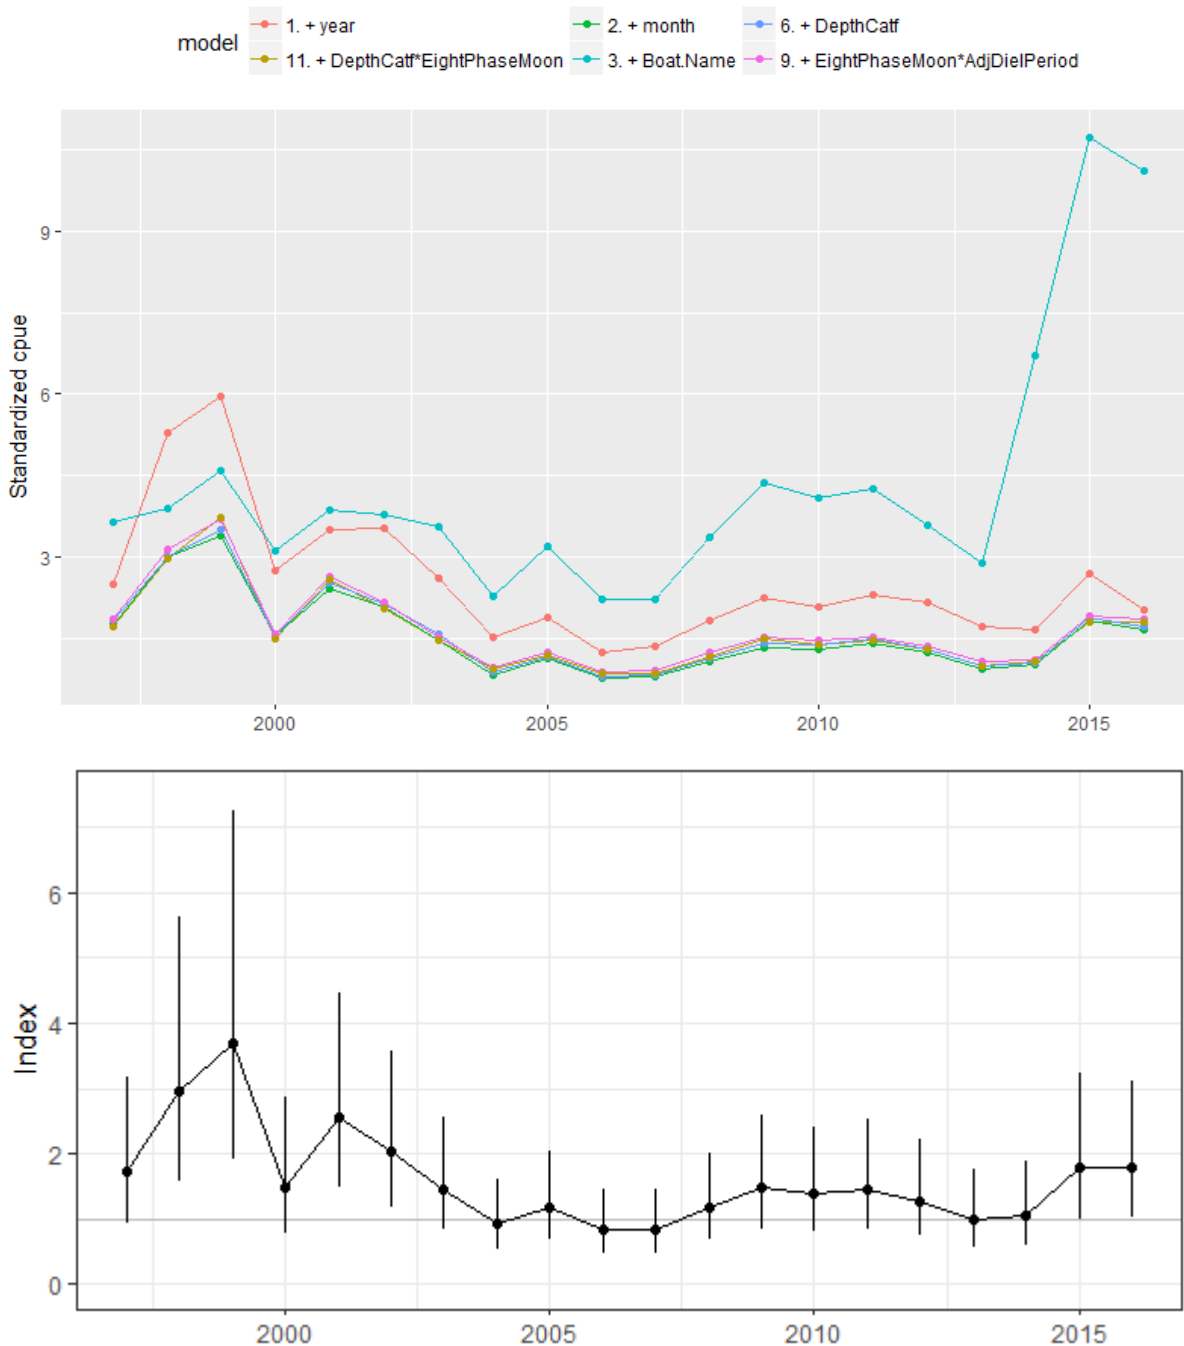 model
1. + year
2. + month
6. + DepthCatf
11. + DepthCatf*EightPhaseMoon
3. + Boat.Name
9. + EightPhaseMoon*AdjDielPeriod
Standardized cpue
9
6
3
2000 2005 2010 2015
Index
6
4
2
0
2000 2005 2010 2015